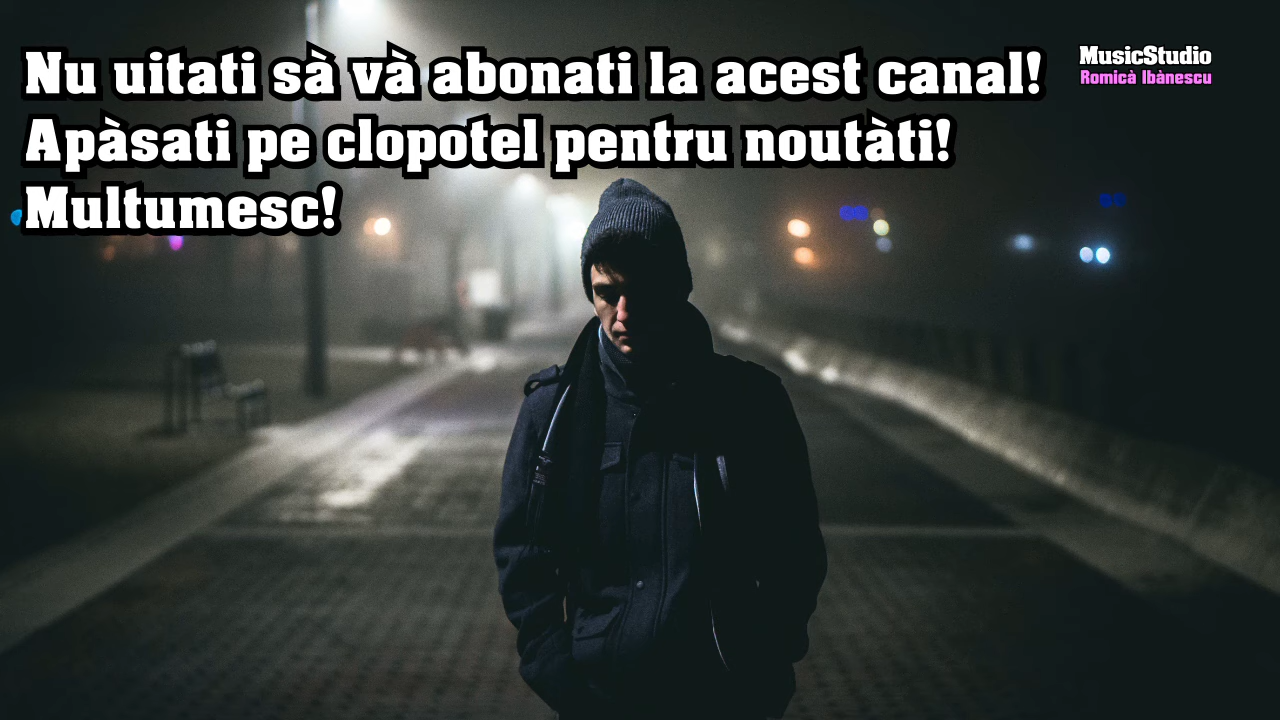 Nu uitati sà và abonati la acest canal!
Apàsati pe clopotel pentru noutàti!
Multumesc!
MusicStudio
Romicà Ibànescu